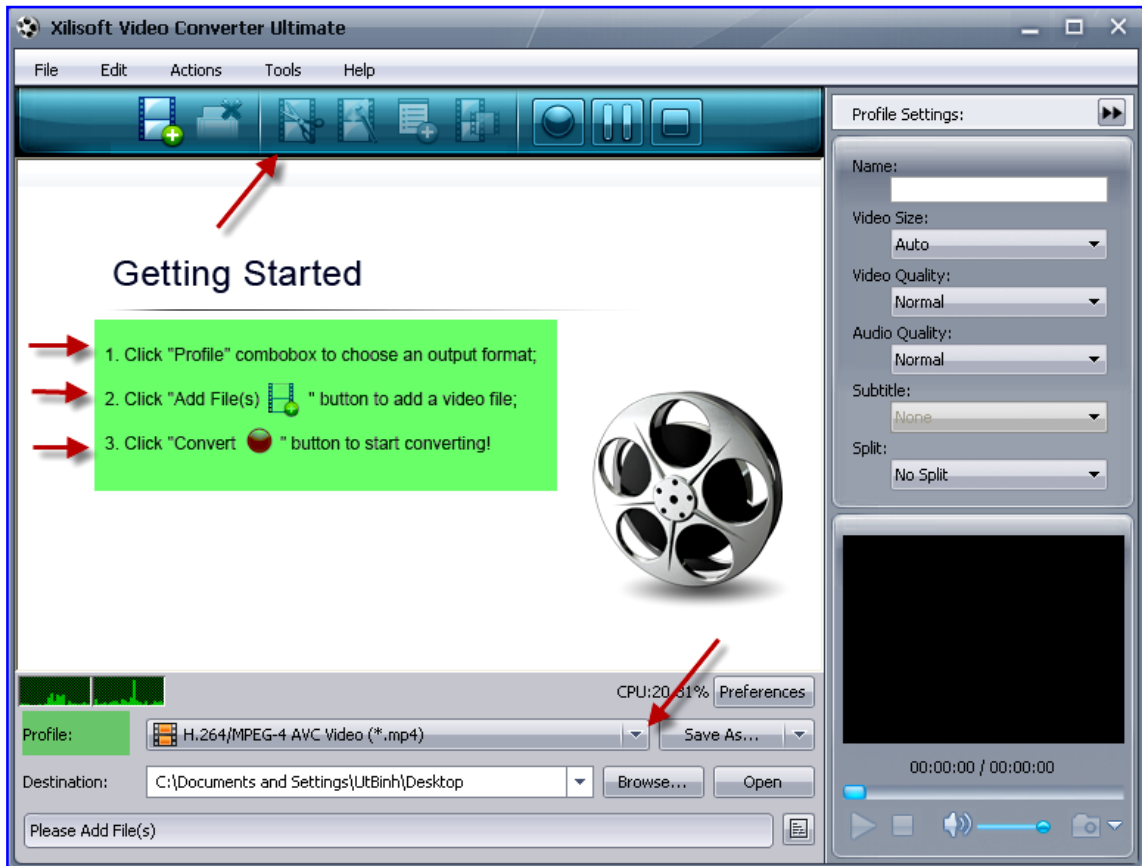 Xilisoft Video Converter Ultimate
File Edit Actions Tools Help
Profile Settings:
Name:
Video Size:
Auto
Video Quality:
Normal
Audio Quality:
Normal
Subtitle:
None
Split:
No Split
Getting Started
1. Click "Profile" combobox to choose an output format;
2. Click "Add File(s) " button to add a video file;
3. Click "Convert " button to start converting!
CPU:20.81% Preferences
Profile: H.264/MPEG-4 AVC Video (*.mp4) Save As...
Destination: C:\Documents and Settings\UtBinh\Desktop Browse... Open
Please Add File(s)
00:00:00 / 00:00:00